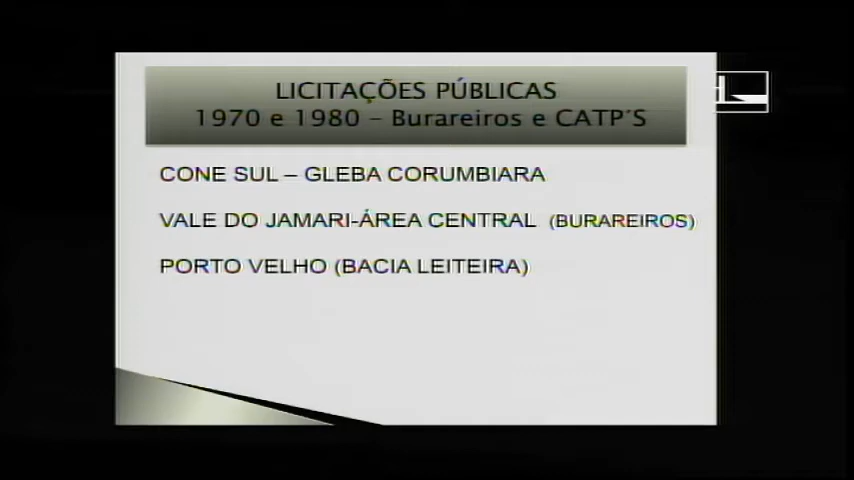 LICITAÇÕES PÚBLICAS
1970 e 1980 – Burareiros e CATP´S
CONE SUL – GLEBA CORUMBIARA
VALE DO JAMARI-ÁREA CENTRAL (BURAREIROS)
PORTO VELHO (BACIA LEITEIRA)